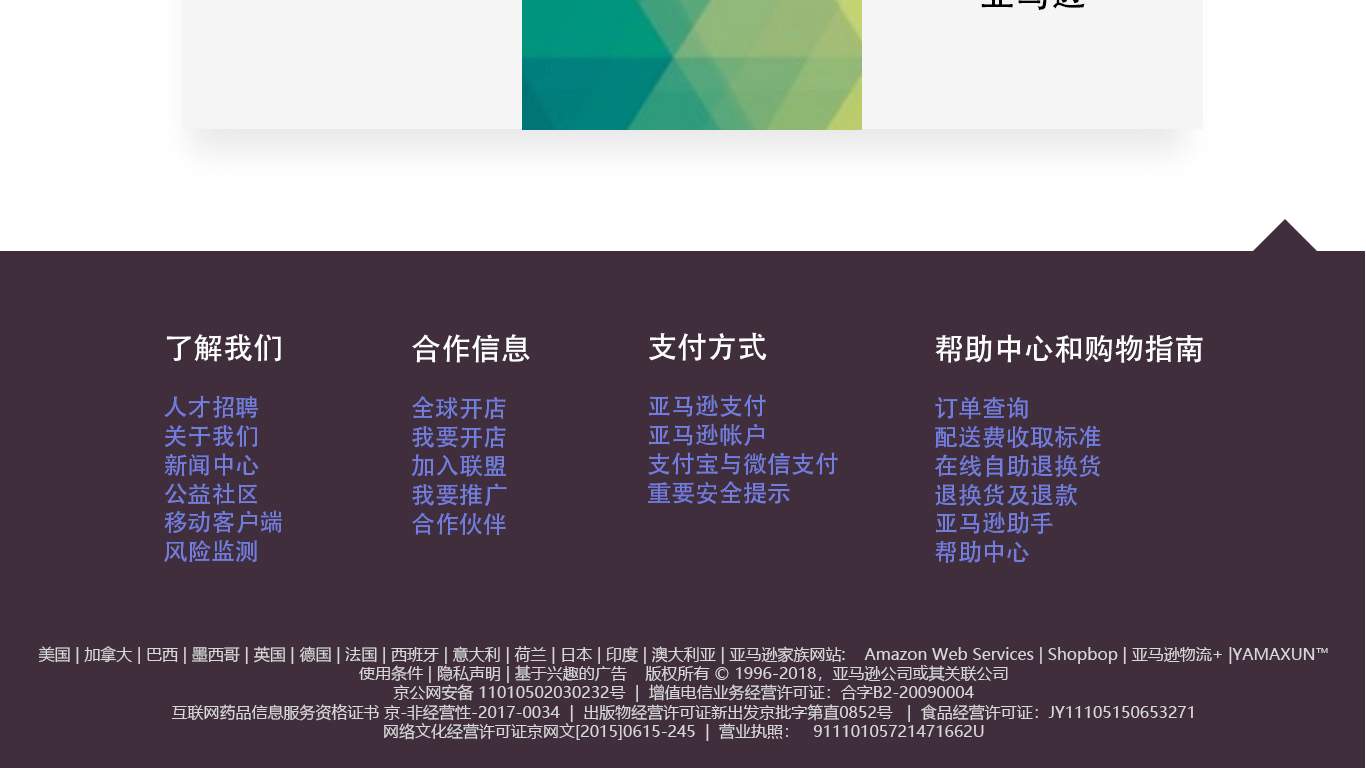 亚马逊
了解我们
人才招聘
关于我们
新闻中心
公益社区
移动客户端
风险监测
合作信息
全球开店
我要开店
加入联盟
我要推广
合作伙伴
支付方式
亚马逊支付
亚马逊帐户
支付宝与微信支付
重要安全提示
帮助中心和购物指南
订单查询
配送费收取标准
在线自助退换货
退换货及退款
亚马逊助手
帮助中心
美国 | 加拿大 | 巴西 | 墨西哥 | 英国 | 德国 | 法国 | 西班牙 | 意大利 | 荷兰 | 日本 | 印度 | 澳大利亚 | 亚马逊家族网站: Amazon Web Services | Shopbop | 亚马逊物流+ |YAMAXUN™
使用条件 | 隐私声明 | 基于兴趣的广告 版权所有 © 1996-2018，亚马逊公司或其关联公司
京公网安备 11010502030232号 | 增值电信业务经营许可证：合字B2-20090004
互联网药品信息服务资格证书 京-非经营性-2017-0034 | 出版物经营许可证新出发京批字第直0852号 | 食品经营许可证：JY11105150653271
网络文化经营许可证京网文[2015]0615-245 | 营业执照： 91110105721471662U